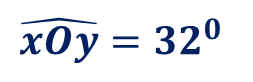 $\widehat{xOy} = 32^0$